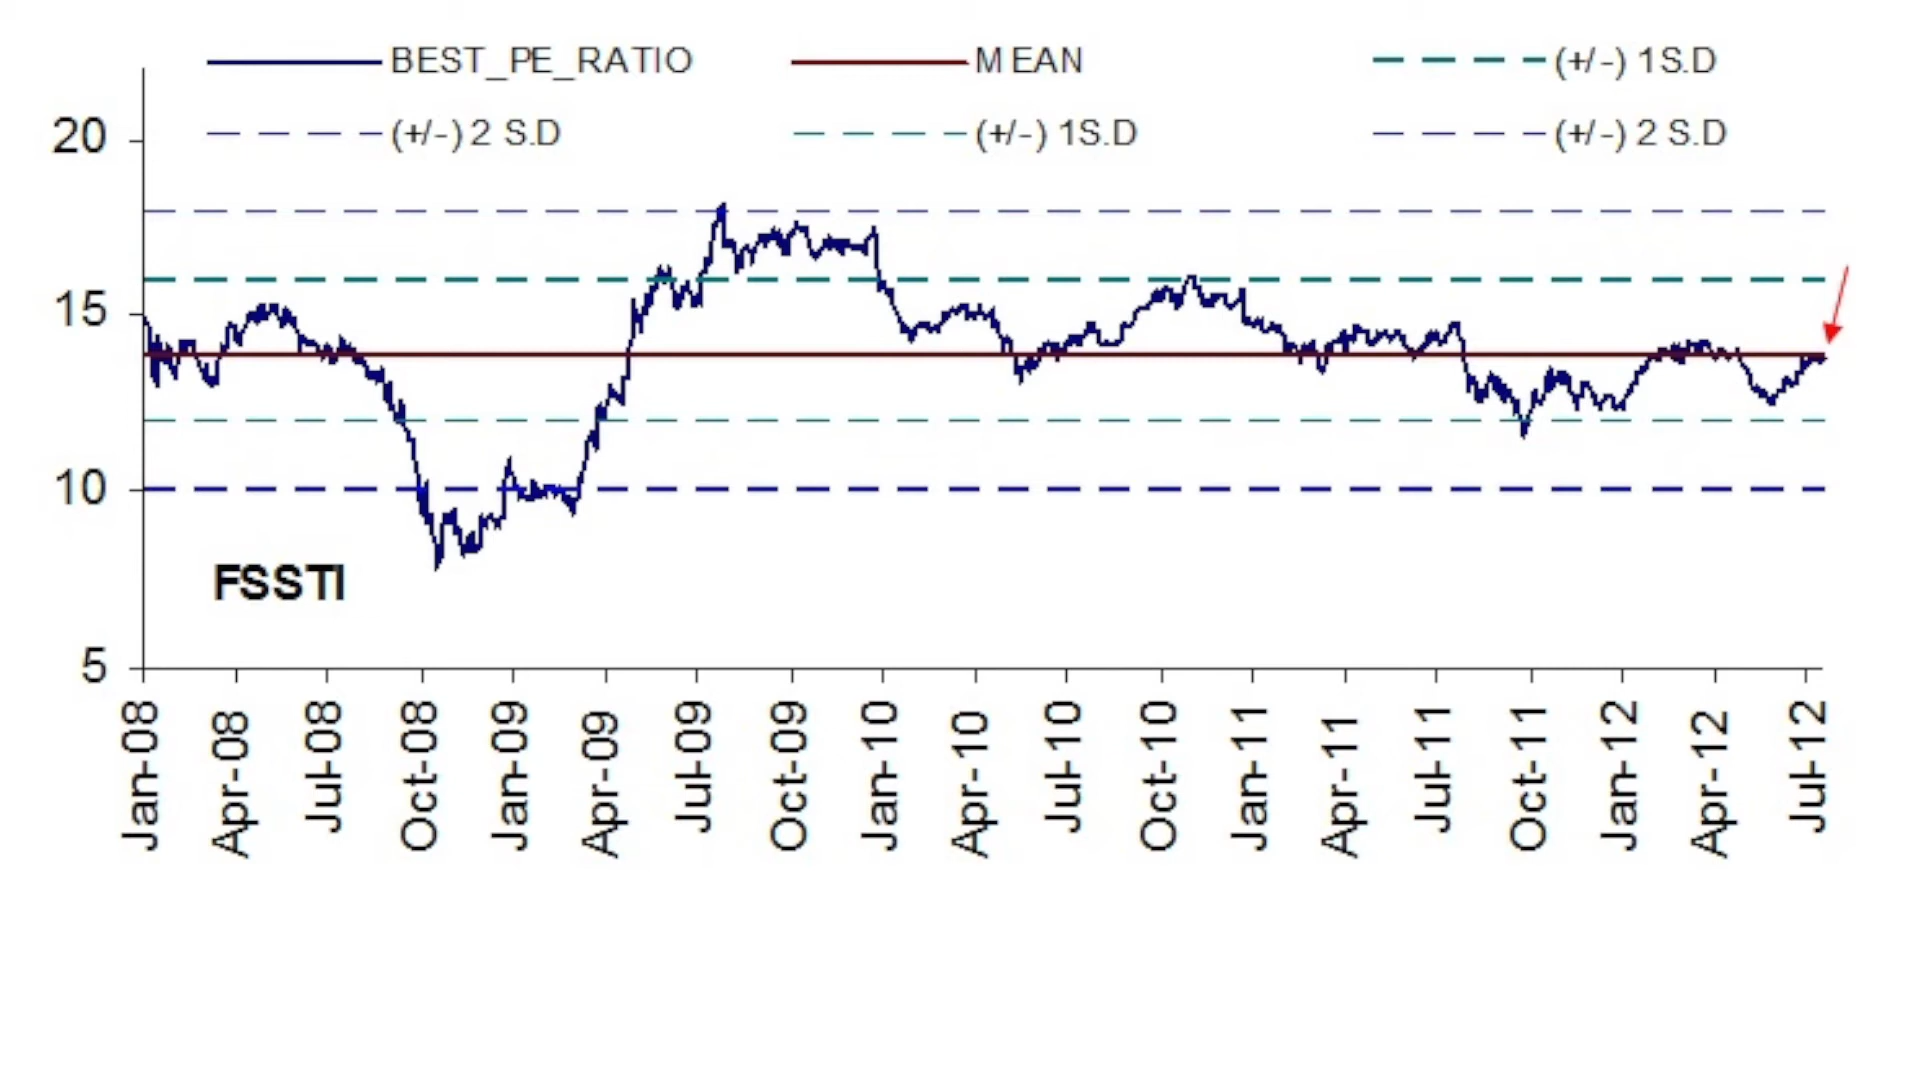 BEST_PE_RATIO MEAN (+/-) 1S.D
(+/-) 2 S.D (+/-) 1S.D (+/-) 2 S.D
20
15
10
5
FSSTI
Jan-08 Apr-08 Jul-08 Oct-08 Jan-09 Apr-09 Jul-09 Oct-09 Jan-10 Apr-10 Jul-10 Oct-10 Jan-11 Apr-11 Jul-11 Oct-11 Jan-12 Apr-12 Jul-12